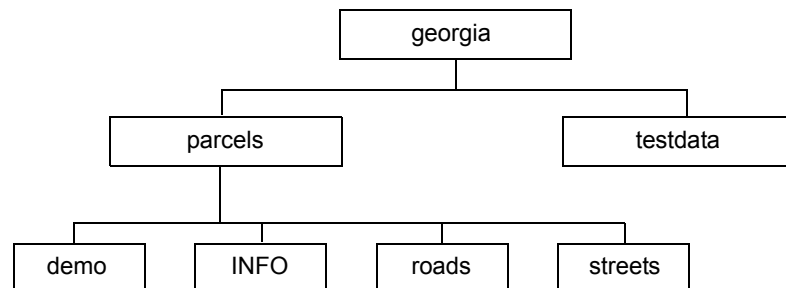 georgia
parcels
testdata
demo
INFO
roads
streets